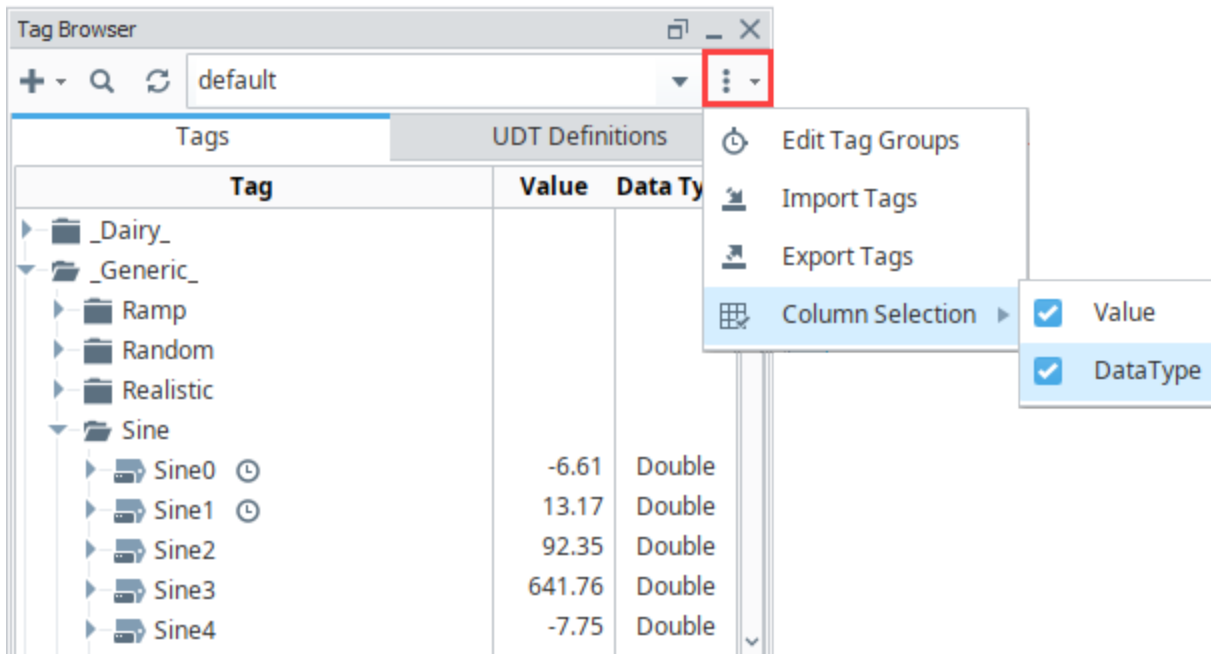 Tag Browser
default
Tags UDT Definitions
Edit Tag Groups
Tag Value Data Ty
Import Tags
_Dairy_
Export Tags
_Generic_
Ramp
Column Selection Value
Random
DataType
Realistic
Sine
Sine0 -6.61 Double
Sine1 13.17 Double
Sine2 92.35 Double
Sine3 641.76 Double
Sine4 -7.75 Double